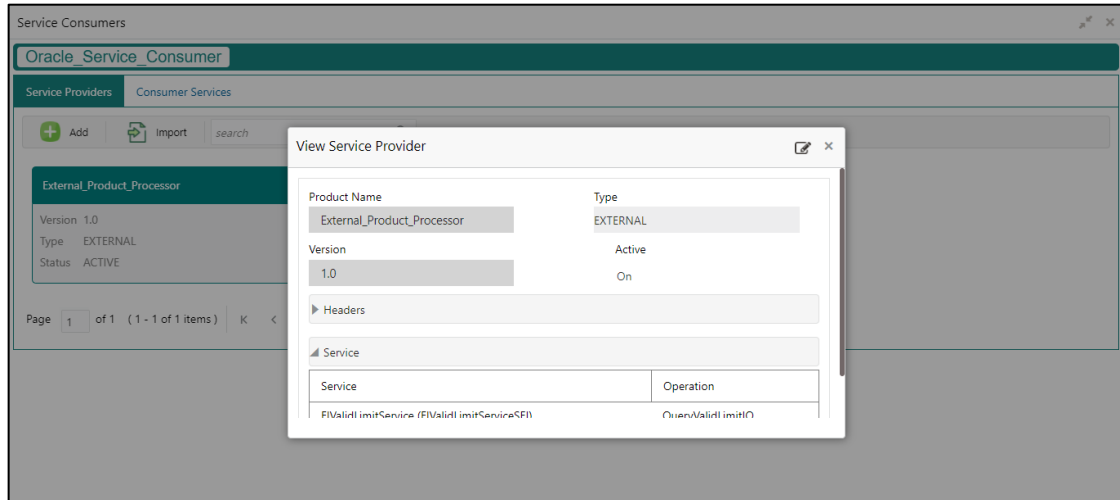 Service Consumers
Oracle_Service_Consumer
Service Providers Consumer Services
Add Import search
External_Product_Processor
Version 1.0
Type EXTERNAL
Status ACTIVE
Page 1 of 1 (1 - 1 of 1 items) K <
View Service Provider
Product Name Type
External_Product_Processor EXTERNAL
Version Active
1.0 On
Headers
Service
Service Operation